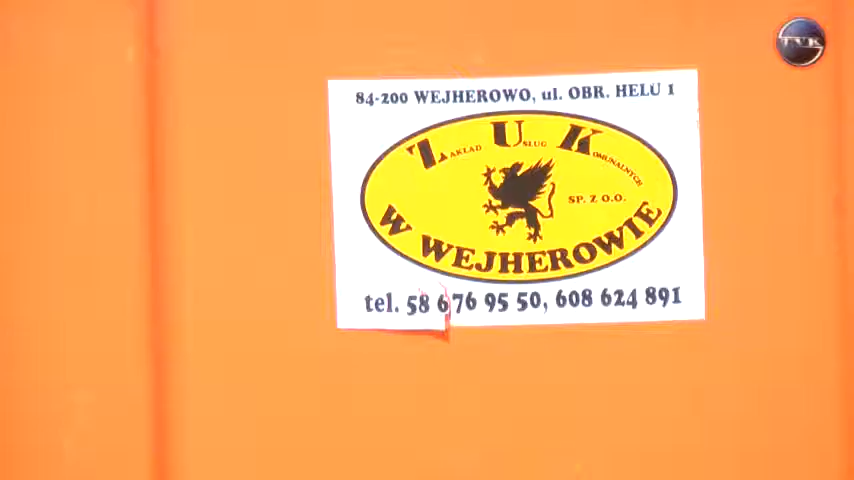 TVK
84-200 WEJHEROWO, ul. OBR. HELU 1
ZAKŁAD USŁUG KOMUNALNYCH
SP. Z O.O.
W WEJHEROWIE
tel. 58 676 95 50, 608 624 891